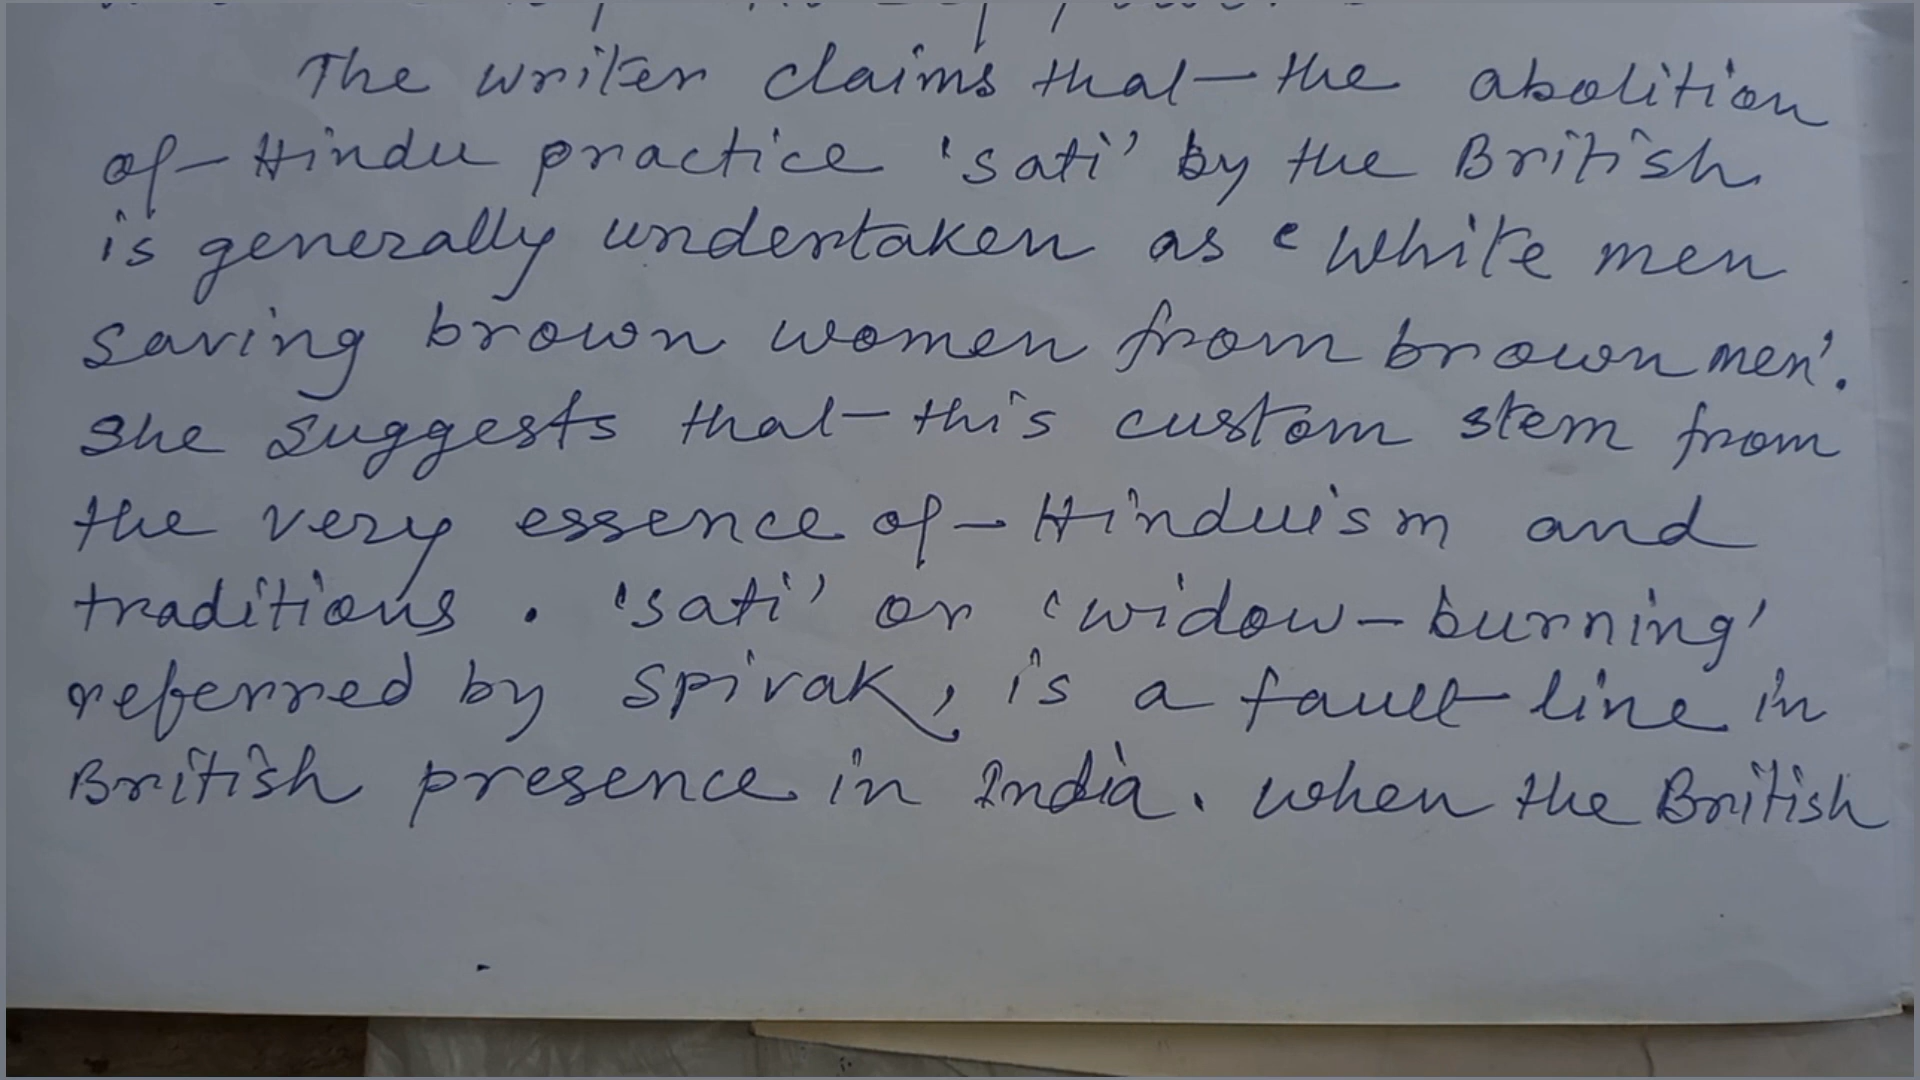 The writer claims that the abolition
of Hindu practice 'sati' by the British
is generally undertaken as 'White men
saving brown women from brown men'.
She suggests that this custom stem from
the very essence of Hinduism and
traditions. 'sati' or 'widow-burning'
referred by Spivak, is a fault line in
British presence in India. When the British